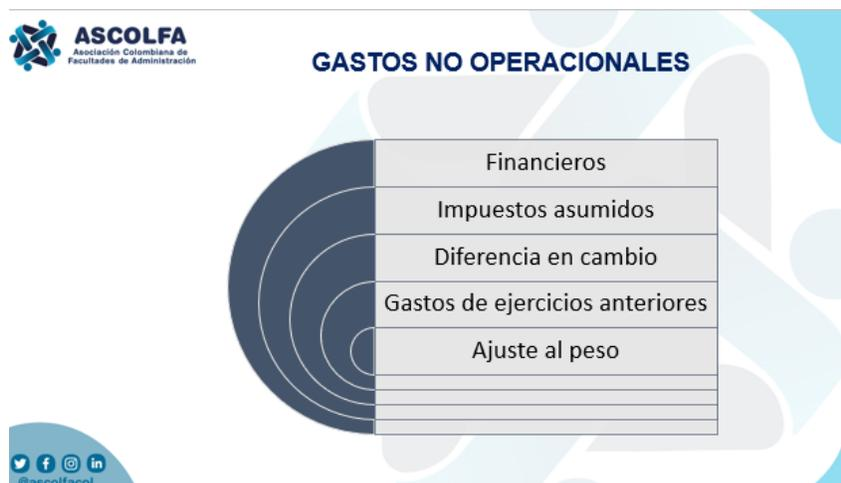 ASCOLFA
Asociación Colombiana de
Facultades de Administración
GASTOS NO OPERACIONALES
Financieros
Impuestos asumidos
Diferencia en cambio
Gastos de ejercicios anteriores
Ajuste al peso
@ascolfacol